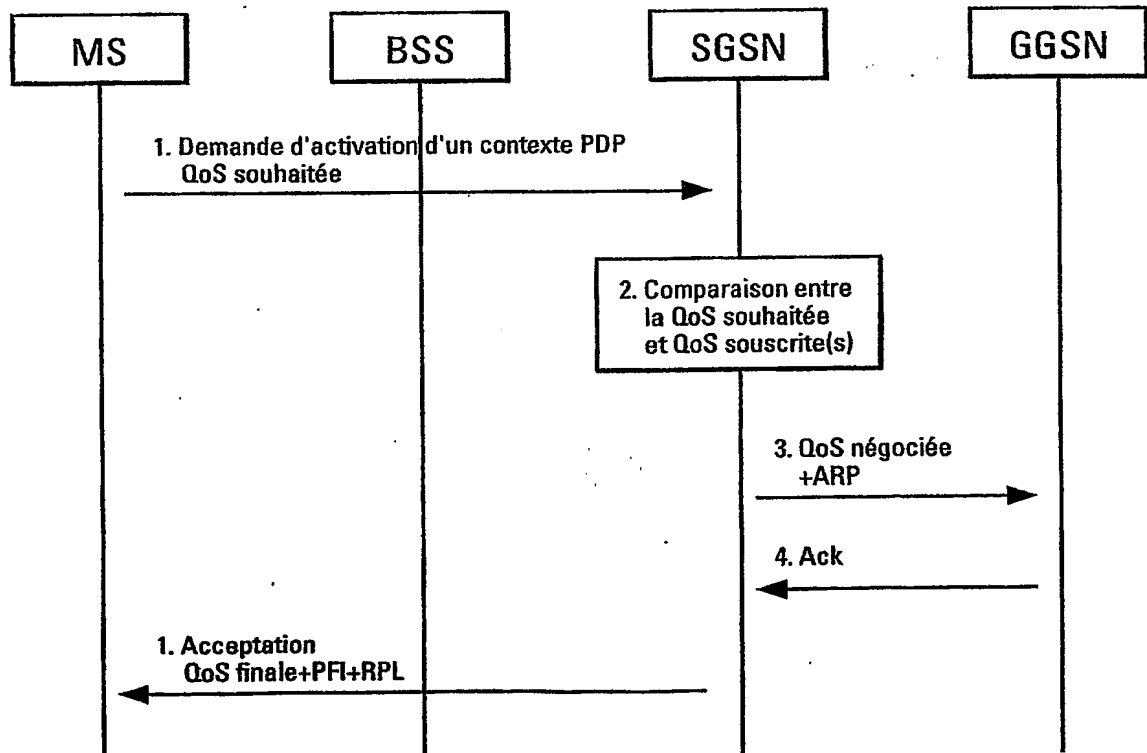 MS
BSS
SGSN
GGSN
1. Demande d'activation d'un contexte PDP
QoS souhaitée
2. Comparaison entre
la QoS souhaitée
et QoS souscrite(s)
3. QoS négociée
+ARP
4. Ack
1. Acceptation
QoS finale+PFI+RPL